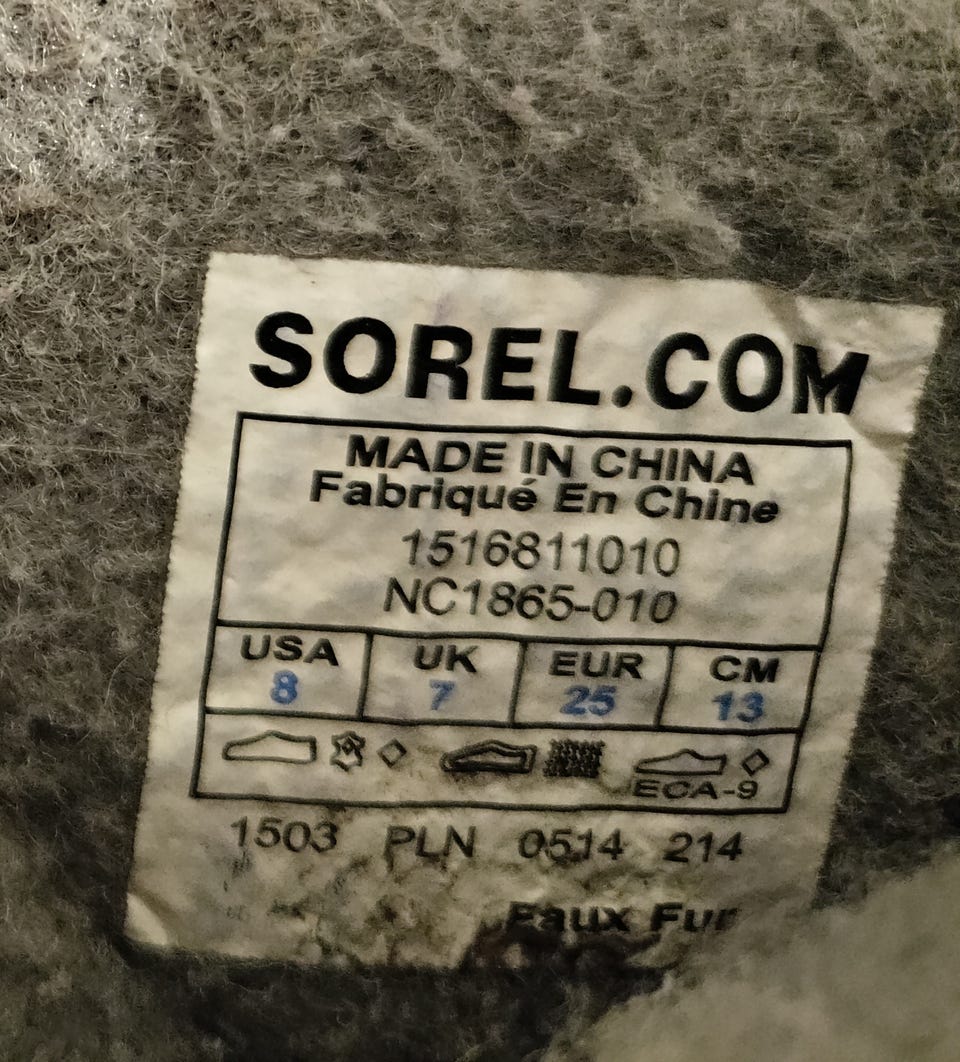 SOREL.COM
MADE IN CHINA
Fabriqué En Chine
1516811010
NC1865-010
USA UK EUR CM
8 7 25 13
ECA-9
1503 PLN 0514 214
Faux Fur